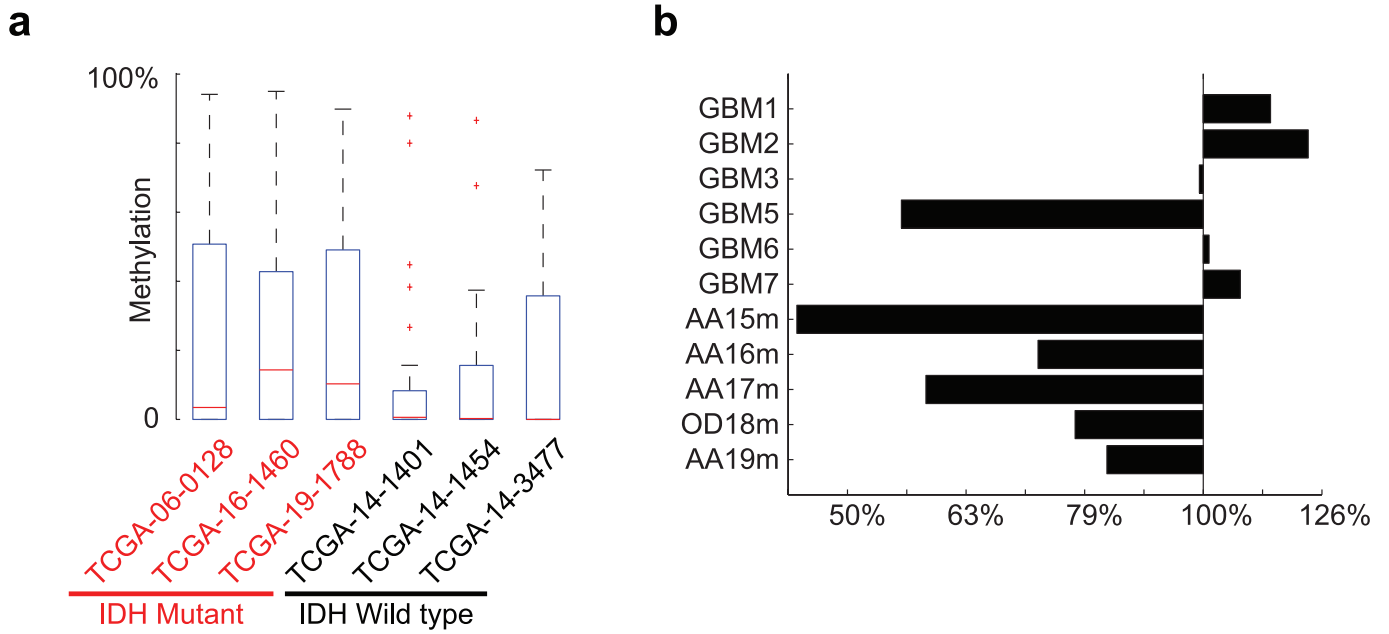 a
100%
Methylation
0
TCGA-06-0128
TCGA-16-1460
TCGA-19-1788
TCGA-14-1401
TCGA-14-1454
TCGA-14-3477
IDH Mutant
IDH Wild type
b
GBM1
GBM2
GBM3
GBM5
GBM6
GBM7
AA15m
AA16m
AA17m
OD18m
AA19m
50% 63% 79% 100% 126%